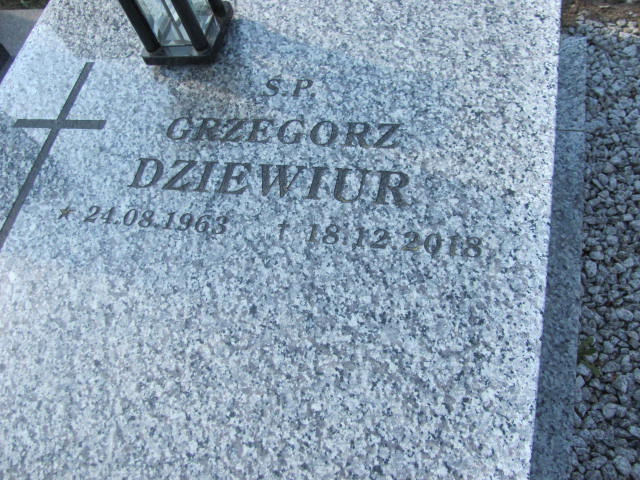 Ś.P.
GRZEGORZ
DZIEWIUR
★ 24.08.1963 † 18.12.2018